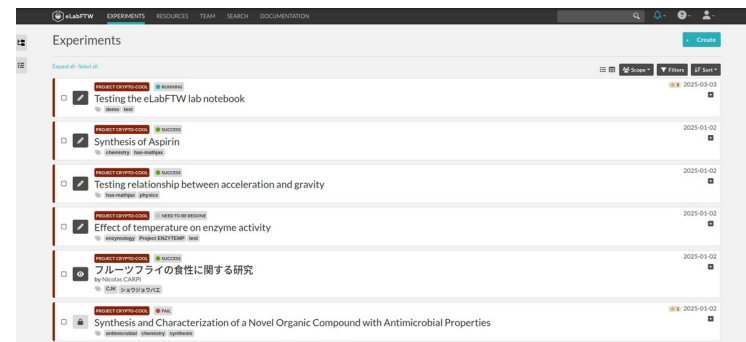 eLabFTW EXPERIMENTS RESOURCES TEAM SEARCH DOCUMENTATION
Experiments
Create
Expand all · Select all
Scope Filters Sort
PROJECT CRYPTO-COOL RUNNING
2025-03-03
Testing the eLabFTW lab notebook
demo test
PROJECT CRYPTO-COOL SUCCESS
2025-01-02
Synthesis of Aspirin
chemistry has-mathjax
PROJECT CRYPTO-COOL SUCCESS
2025-01-02
Testing relationship between acceleration and gravity
has-mathjax physics
PROJECT CRYPTO-COOL NEED TO BE REDONE
2025-01-02
Effect of temperature on enzyme activity
enzymology Project ENZYTEMP test
PROJECT CRYPTO-COOL SUCCESS
2025-01-02
フルーツフライの食性に関する研究
by Nicolas CARPI
CJK ショウジョウバエ
PROJECT CRYPTO-COOL FAIL
2025-01-02
Synthesis and Characterization of a Novel Organic Compound with Antimicrobial Properties
antimicrobial chemistry synthesis